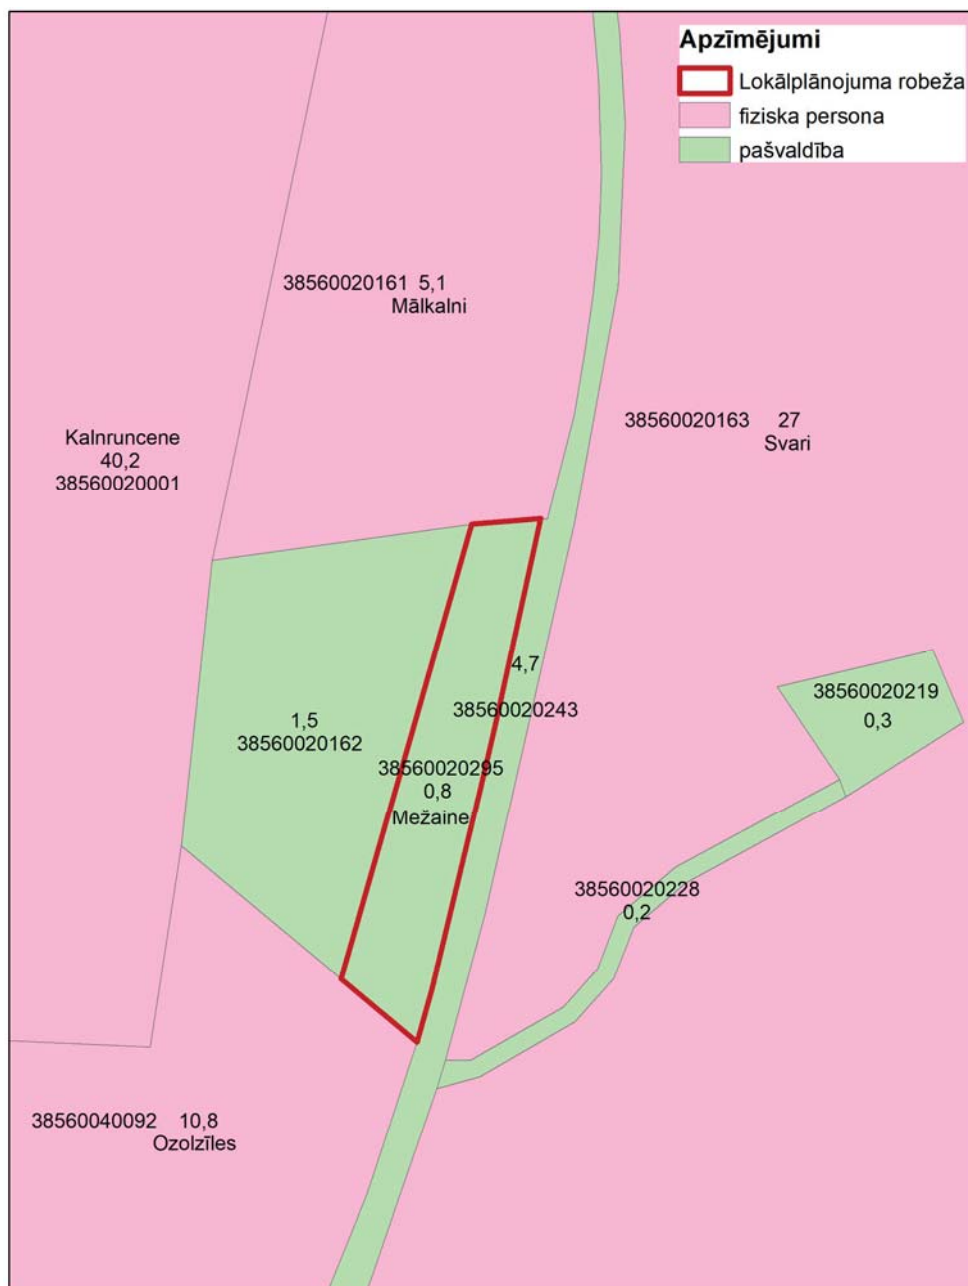 Apzīmējumi
Lokālplānojuma robeža
fiziska persona
pašvaldība
38560020161 5,1
Mālkalni
38560020163 27
Svari
Kalnruncene
40,2
38560020001
4,7
38560020243
38560020219
0,3
1,5
38560020162
38560020295
0,8
Mežaine
38560020228
0,2
38560040092 10,8
Ozolzīles